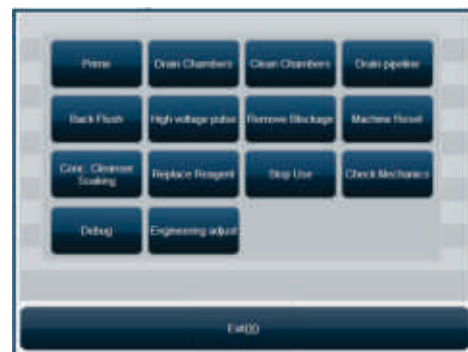 Prime
Drain Chambers
Clean Chambers
Drain pipeline
Back Flush
High voltage pulse
Remove Blockage
Machine Reset
Conc. Cleanser
Soaking
Replace Reagent
Stop Use
Check Mechanics
Debug
Engineering adjust
Exit(X)